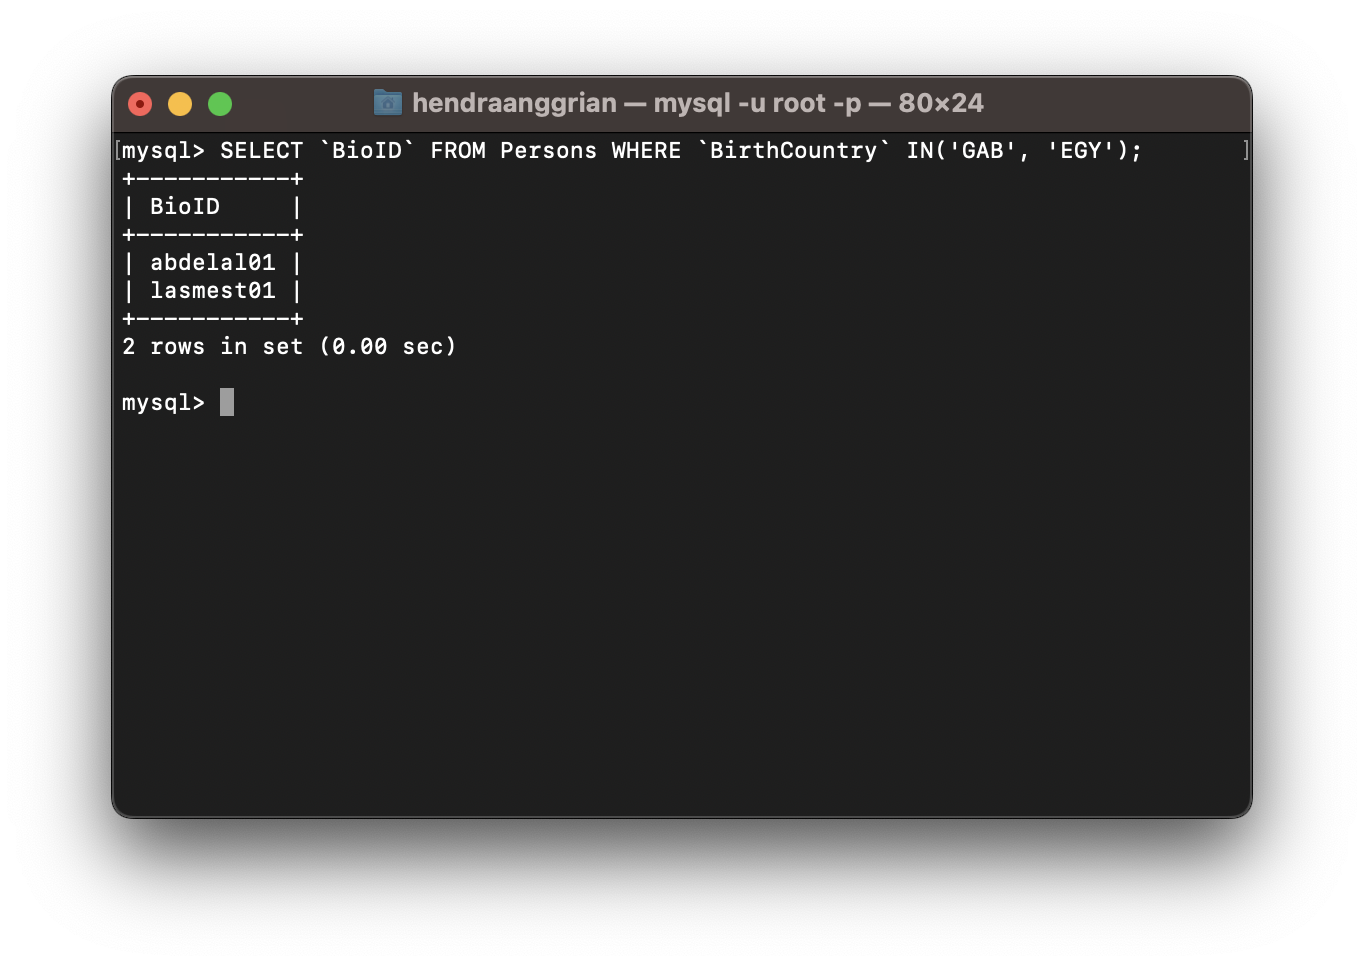 hendraanggrian — mysql -u root -p — 80×24
[mysql> SELECT `BioID` FROM Persons WHERE `BirthCountry` IN('GAB', 'EGY'); ]
+-----------+
| BioID     |
+-----------+
| abdelal01 |
| lasmest01 |
+-----------+
2 rows in set (0.00 sec)
mysql>